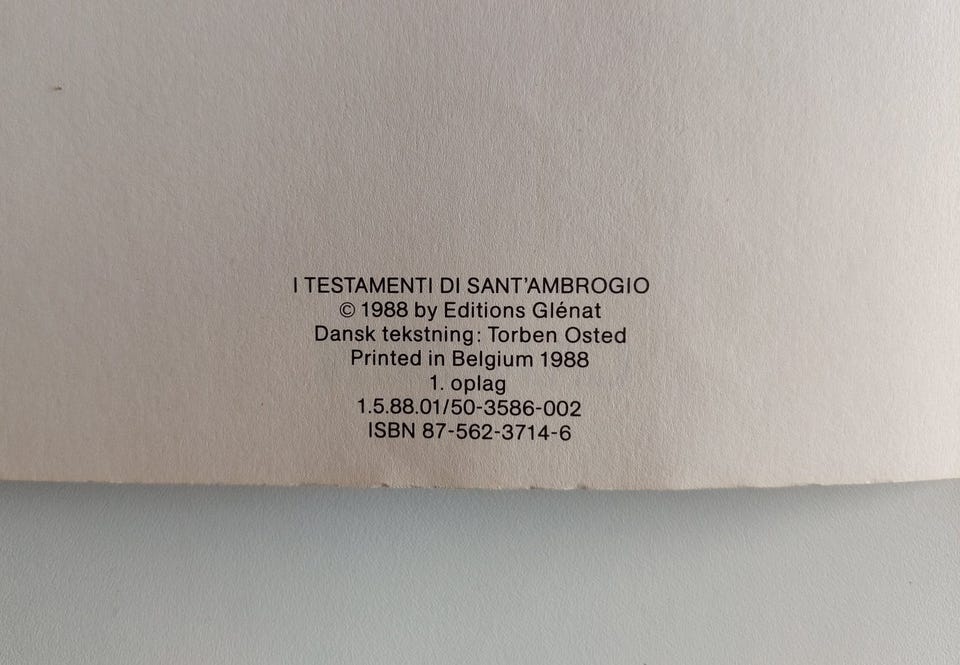 I TESTAMENTI DI SANT'AMBROGIO
© 1988 by Editions Glénat
Dansk tekstning: Torben Osted
Printed in Belgium 1988
1. oplag
1.5.88.01/50-3586-002
ISBN 87-562-3714-6